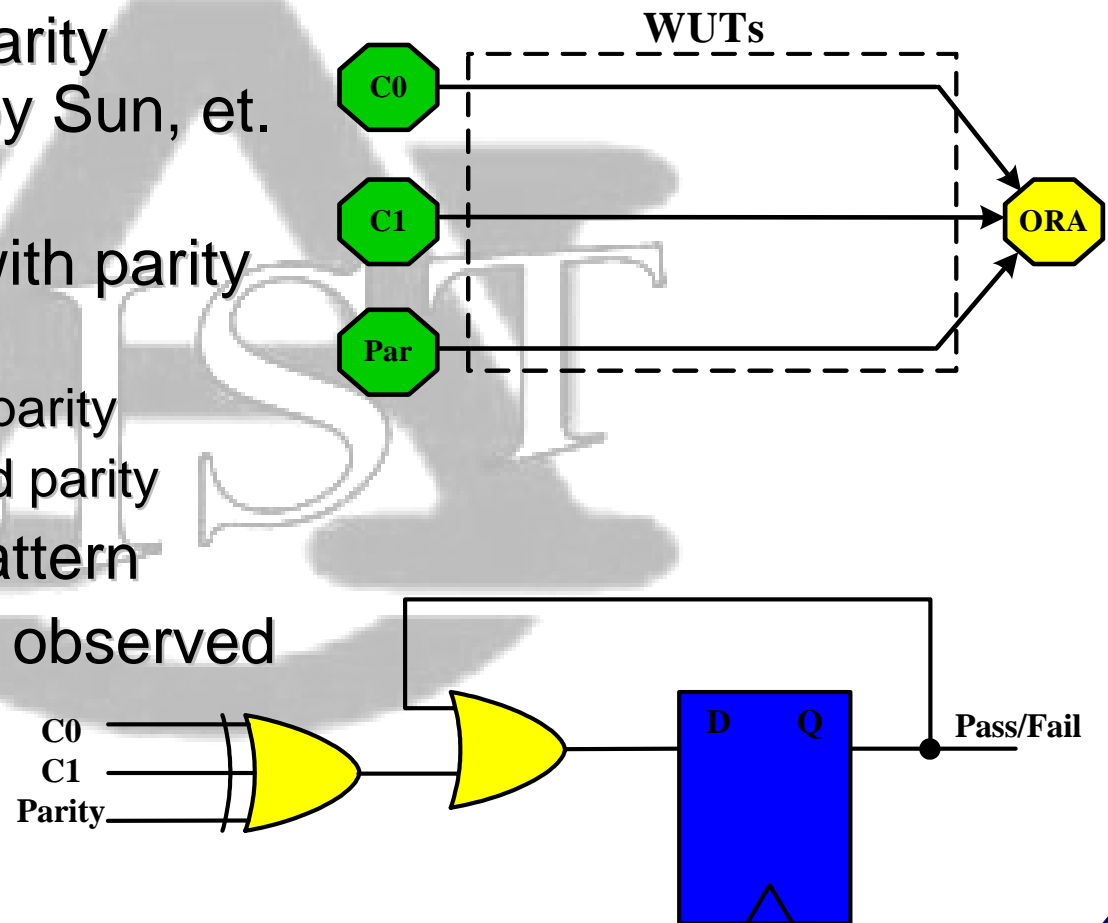 arity
by Sun, et.
with parity
parity
d parity
attern
observed
WUTs
C0
C1
Par
ORA
C0
C1
Parity
D Q
Pass/Fail